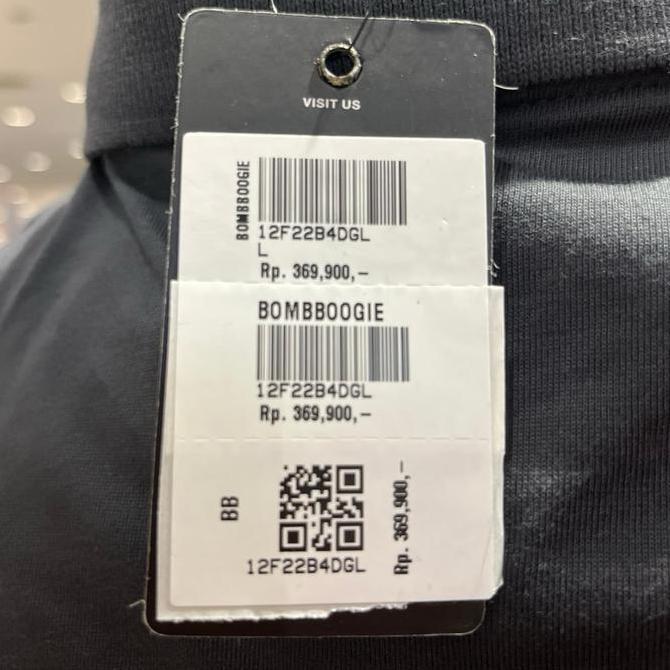 VISIT US
BOMBBOOGIE
12F22B4DGL
L
Rp. 369,900,–
BOMBBOOGIE
12F22B4DGL
Rp. 369,900,–
BB
12F22B4DGL
Rp. 369,900,–